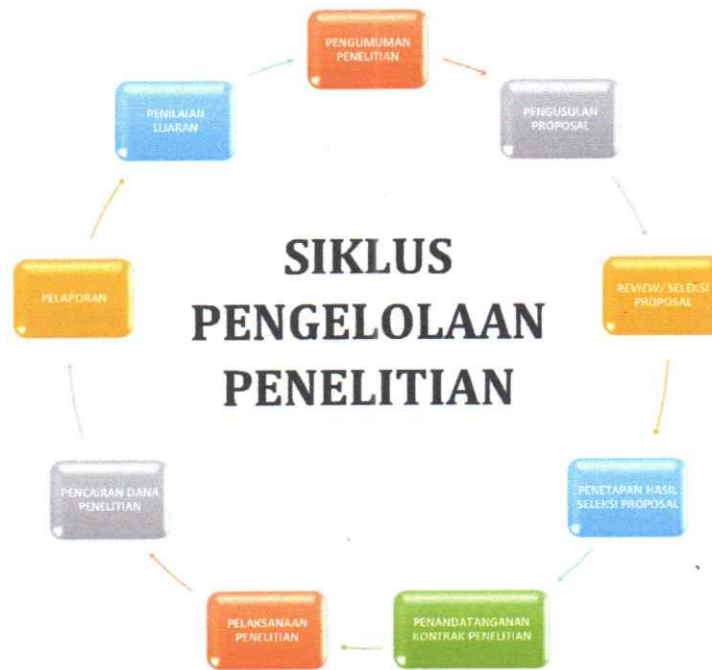 PENGUMUMAN
PENELITIAN
PENGUSULAN
PROPOSAL
REVIEW/ SELEKSI
PROPOSAL
PENETAPAN HASIL
SELEKSI PROPOSAL
PENANDATANGANAN
KONTRAK PENELITIAN
PELAKSANAAN
PENELITIAN
PENCAIRAN DANA
PENELITIAN
PELAPORAN
PENILAIAN
LUARAN
SIKLUS
PENGELOLAAN
PENELITIAN